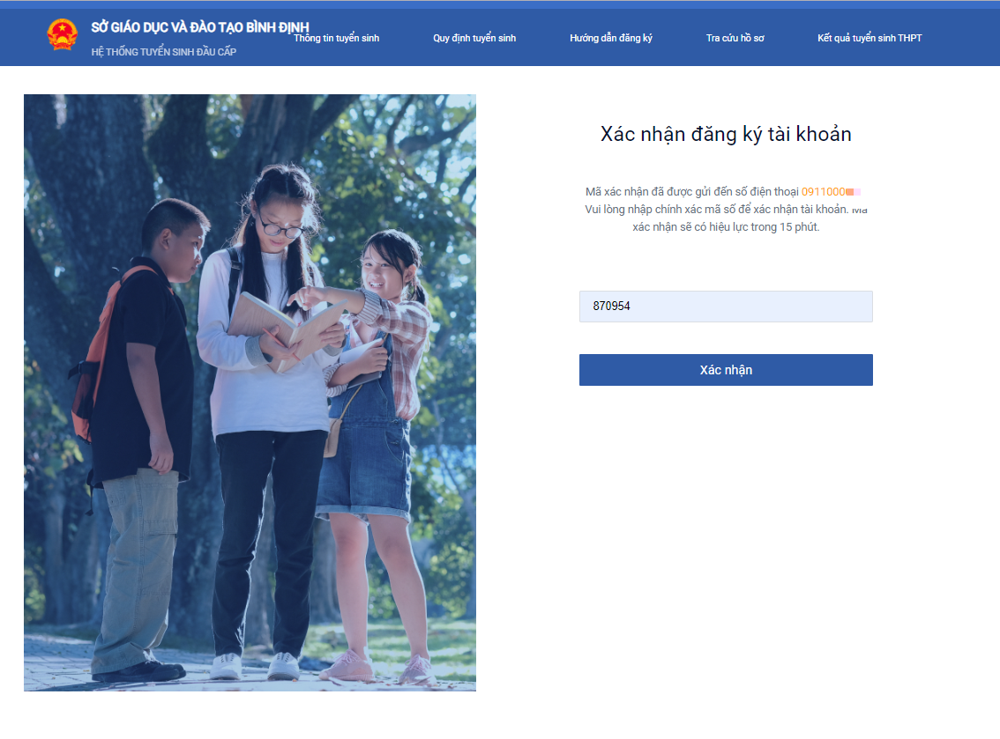 SỞ GIÁO DỤC VÀ ĐÀO TẠO BÌNH ĐỊNH
HỆ THỐNG TUYỂN SINH ĐẦU CẤP
Thông tin tuyển sinh
Quy định tuyển sinh
Hướng dẫn đăng ký
Tra cứu hồ sơ
Kết quả tuyển sinh THPT
Xác nhận đăng ký tài khoản
Mã xác nhận đã được gửi đến số điện thoại 0911000
Vui lòng nhập chính xác mã số để xác nhận tài khoản. Mã
xác nhận sẽ có hiệu lực trong 15 phút.
870954
Xác nhận